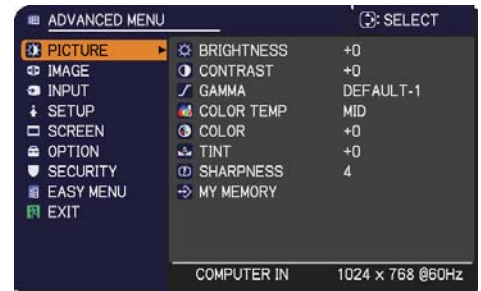 ADVANCED MENU : SELECT
PICTURE
IMAGE
INPUT
SETUP
SCREEN
OPTION
SECURITY
EASY MENU
EXIT
BRIGHTNESS +0
CONTRAST +0
GAMMA DEFAULT-1
COLOR TEMP MID
COLOR +0
TINT +0
SHARPNESS 4
MY MEMORY
COMPUTER IN 1024 x 768 @60Hz